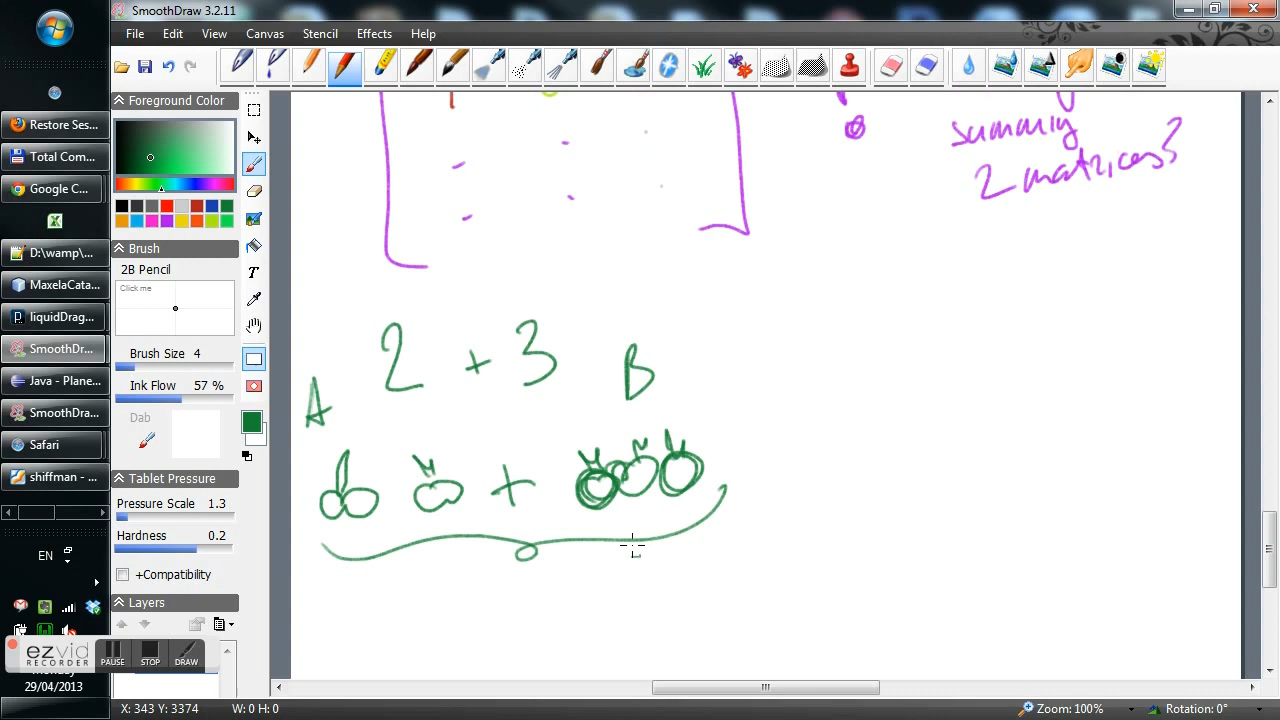 SmoothDraw 3.2.11
File Edit View Canvas Stencil Effects Help
Foreground Color
Restore Ses...
Total Com...
Google C...
D:\wamp\...
MaxelaCata...
liquidDrag...
SmoothDr...
Java - Plane...
SmoothDra...
Safari
shiffman - ...
EN
Monday
29/04/2013
Brush
2B Pencil
Click me
Brush Size 4
Ink Flow 57 %
Dab
Tablet Pressure
Pressure Scale 1.3
Hardness 0.2
+Compatibility
Layers
ezvid
RECORDER
PAUSE STOP DRAW
summing
2 matrices?
2 + 3 B
A
+
X: 343 Y: 3374 W: 0 H: 0 Zoom: 100% Rotation: 0°